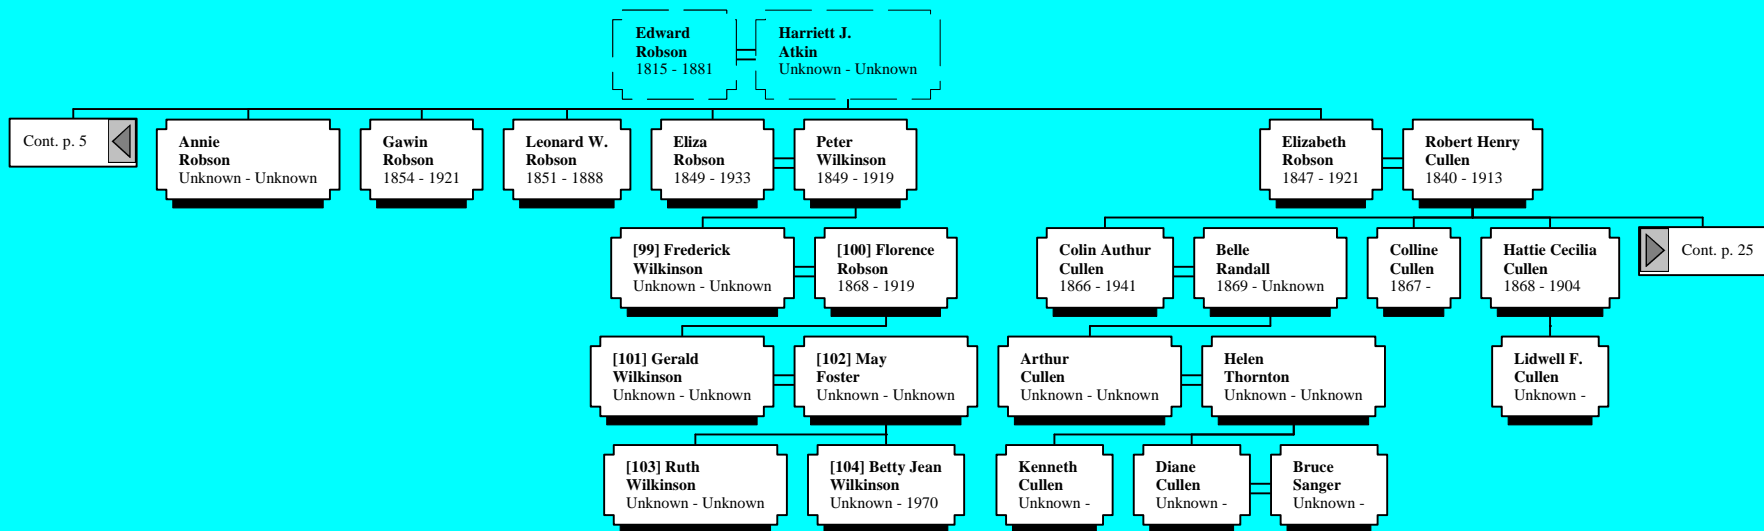 Edward
Robson
1815 - 1881
Harriett J.
Atkin
Unknown - Unknown
Cont. p. 5
Annie
Robson
Unknown - Unknown
Gawin
Robson
1854 - 1921
Leonard W.
Robson
1851 - 1888
Eliza
Robson
1849 - 1933
Peter
Wilkinson
1849 - 1919
Elizabeth
Robson
1847 - 1921
Robert Henry
Cullen
1840 - 1913
[99] Frederick
Wilkinson
Unknown - Unknown
[100] Florence
Robson
1868 - 1919
Colin Authur
Cullen
1866 - 1941
Belle
Randall
1869 - Unknown
Colline
Cullen
1867 -
Hattie Cecilia
Cullen
1868 - 1904
Cont. p. 25
[101] Gerald
Wilkinson
Unknown - Unknown
[102] May
Foster
Unknown - Unknown
Arthur
Cullen
Unknown - Unknown
Helen
Thornton
Unknown - Unknown
Lidwell F.
Cullen
Unknown -
[103] Ruth
Wilkinson
Unknown - Unknown
[104] Betty Jean
Wilkinson
Unknown - 1970
Kenneth
Cullen
Unknown -
Diane
Cullen
Unknown -
Bruce
Sanger
Unknown -